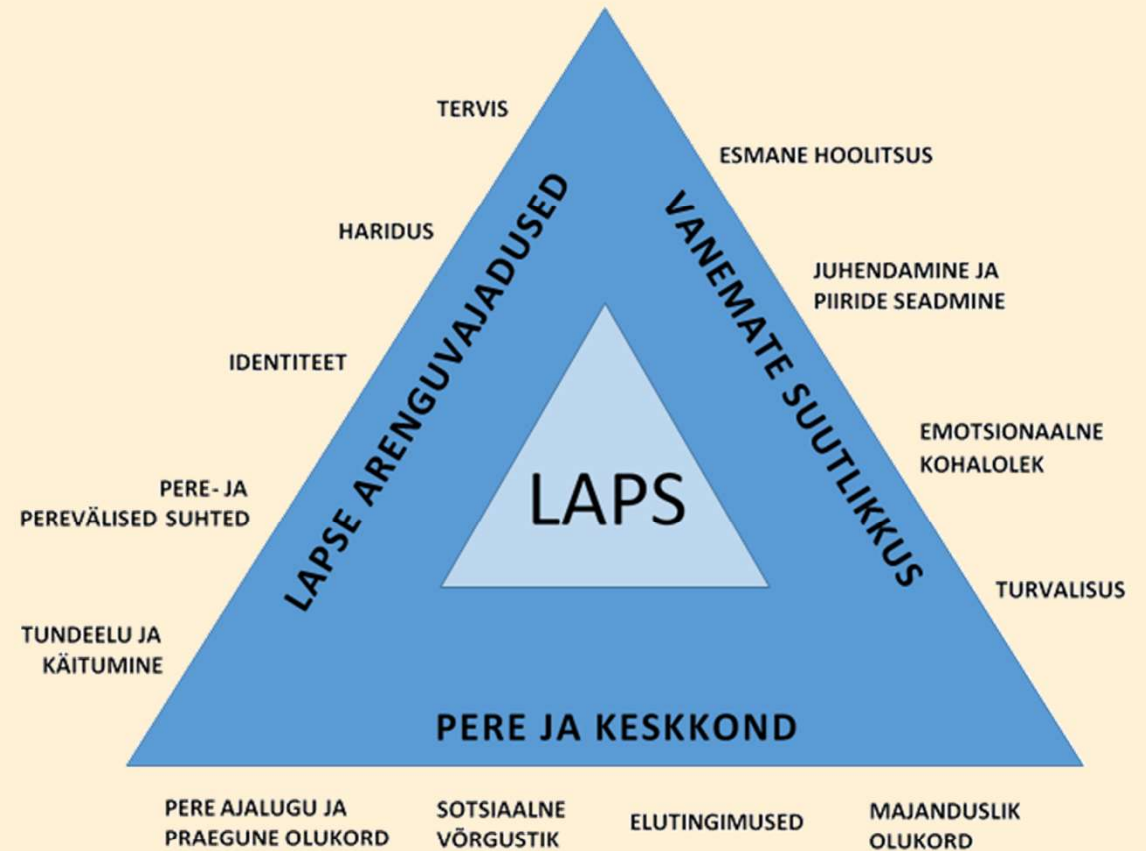 TERVIS
HARIDUS
IDENTITEET
PERE- JA
PEREVÄLISED SUHTED
TUNDEELU JA
KÄITUMINE
LAPSE ARENGUVAJADUSED
LAPS
VANEMATE SUUTLIKKUS
ESMANE HOOLITSUS
JUHENDAMINE JA
PIIRIDE SEADMINE
EMOTSIONAALNE
KOHALOLEK
TURVALISUS
PERE JA KESKKOND
PERE AJALUGU JA
PRAEGUNE OLUKORD
SOTSIAALNE
VÕRGUSTIK
ELUTINGIMUSED
MAJANDUSLIK
OLUKORD